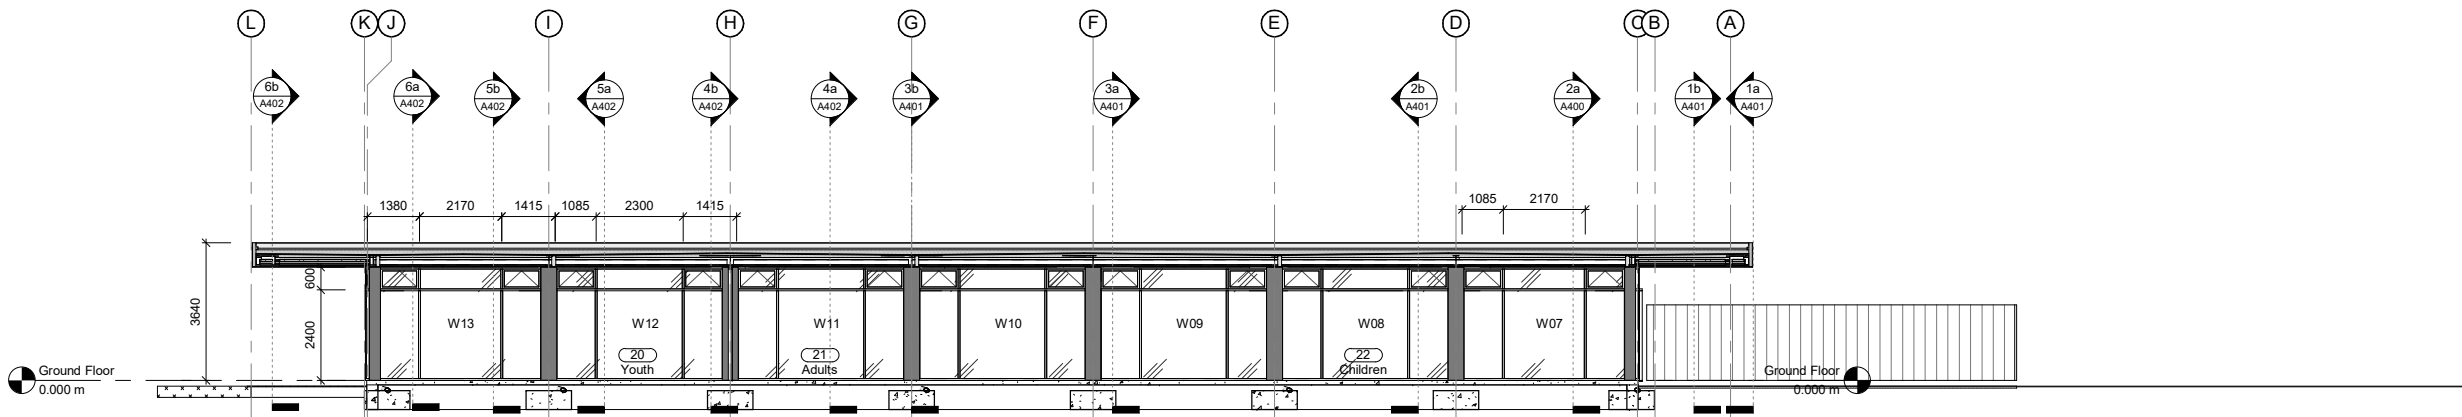 L K J I H G F E D C B A
6b 6a 5b 5a 4b 4a 3b 3a 2b 2a 1b 1a
A402 A402 A402 A402 A402 A402 A401 A401 A401 A400 A401 A401
1380 2170 1415 1085 2300 1415 1085 2170
3640
600
2400
W13 W12 W11 W10 W09 W08 W07
20 21 22
Youth Adults Children
Ground Floor
0.000 m
Ground Floor
0.000 m